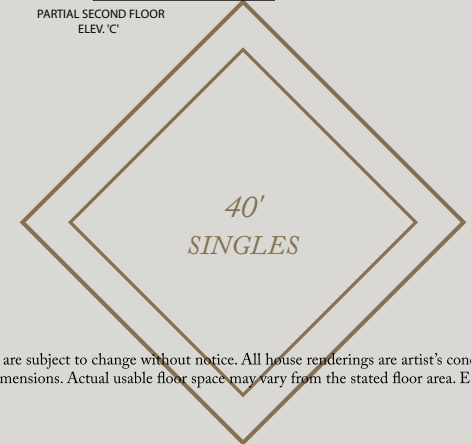 PARTIAL SECOND FLOOR
ELEV. 'C'
40'
SINGLES
are subject to change without notice. All house renderings are artist’s
mensions. Actual usable floor space may vary from the stated floor area.